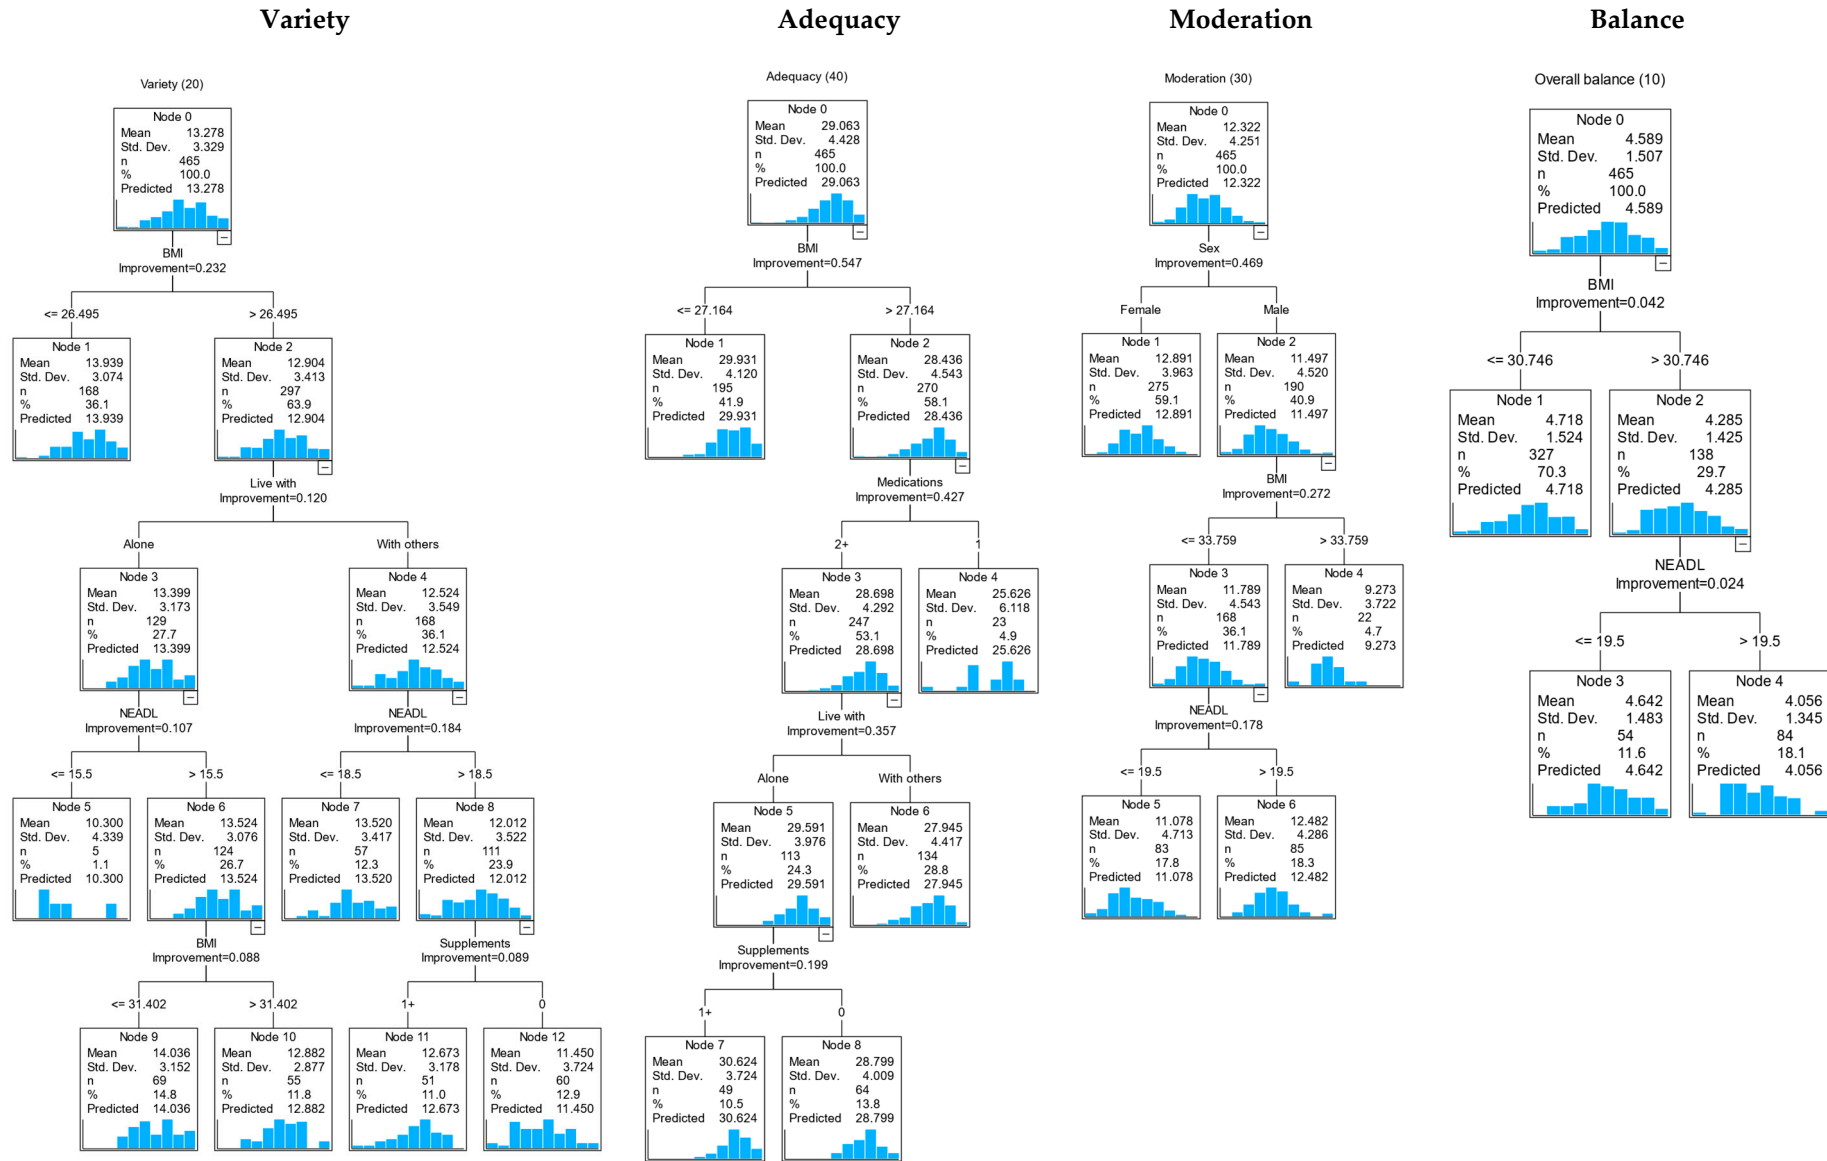 Variety
Variety (20)
Node 0
Mean 13.278
Std. Dev. 3.329
n 465
% 100.0
Predicted 13.278
BMI
Improvement=0.232
<= 26.495
> 26.495
Node 1
Mean 13.939
Std. Dev. 3.074
n 168
% 36.1
Predicted 13.939
Node 2
Mean 12.904
Std. Dev. 3.413
n 297
% 63.9
Predicted 12.904
Live with
Improvement=0.120
Alone
With others
Node 3
Mean 13.399
Std. Dev. 3.173
n 129
% 27.7
Predicted 13.399
Node 4
Mean 12.524
Std. Dev. 3.549
n 168
% 36.1
Predicted 12.524
NEADL
Improvement=0.107
NEADL
Improvement=0.184
<= 15.5
> 15.5
<= 18.5
> 18.5
Node 5
Mean 10.300
Std. Dev. 4.339
n 5
% 1.1
Predicted 10.300
Node 6
Mean 13.524
Std. Dev. 3.076
n 124
% 26.7
Predicted 13.524
Node 7
Mean 13.520
Std. Dev. 3.417
n 57
% 12.3
Predicted 13.520
Node 8
Mean 12.012
Std. Dev. 3.522
n 111
% 23.9
Predicted 12.012
BMI
Improvement=0.088
Supplements
Improvement=0.089
<= 31.402
> 31.402
1+
0
Node 9
Mean 14.036
Std. Dev. 3.152
n 69
% 14.8
Predicted 14.036
Node 10
Mean 12.882
Std. Dev. 2.877
n 55
% 11.8
Predicted 12.882
Node 11
Mean 12.673
Std. Dev. 3.178
n 51
% 11.0
Predicted 12.673
Node 12
Mean 11.450
Std. Dev. 3.724
n 60
% 12.9
Predicted 11.450
Adequacy
Adequacy (40)
Node 0
Mean 29.063
Std. Dev. 4.428
n 465
% 100.0
Predicted 29.063
BMI
Improvement=0.547
<= 27.164
> 27.164
Node 1
Mean 29.931
Std. Dev. 4.120
n 195
% 41.9
Predicted 29.931
Node 2
Mean 28.436
Std. Dev. 4.543
n 270
% 58.1
Predicted 28.436
Medications
Improvement=0.427
2+
1
Node 3
Mean 28.698
Std. Dev. 4.292
n 247
% 53.1
Predicted 28.698
Node 4
Mean 25.626
Std. Dev. 6.118
n 23
% 4.9
Predicted 25.626
Live with
Improvement=0.357
Alone
With others
Node 5
Mean 29.591
Std. Dev. 3.976
n 113
% 24.3
Predicted 29.591
Node 6
Mean 27.945
Std. Dev. 4.417
n 134
% 28.8
Predicted 27.945
Supplements
Improvement=0.199
1+
0
Node 7
Mean 30.624
Std. Dev. 3.724
n 49
% 10.5
Predicted 30.624
Node 8
Mean 28.799
Std. Dev. 4.009
n 64
% 13.8
Predicted 28.799
Moderation
Moderation (30)
Node 0
Mean 12.322
Std. Dev. 4.251
n 465
% 100.0
Predicted 12.322
Sex
Improvement=0.469
Female
Male
Node 1
Mean 12.891
Std. Dev. 3.963
n 275
% 59.1
Predicted 12.891
Node 2
Mean 11.497
Std. Dev. 4.520
n 190
% 40.9
Predicted 11.497
BMI
Improvement=0.272
<= 33.759
> 33.759
Node 3
Mean 11.789
Std. Dev. 4.543
n 168
% 36.1
Predicted 11.789
Node 4
Mean 9.273
Std. Dev. 3.722
n 22
% 4.7
Predicted 9.273
NEADL
Improvement=0.178
<= 19.5
> 19.5
Node 5
Mean 11.078
Std. Dev. 4.713
n 83
% 17.8
Predicted 11.078
Node 6
Mean 12.482
Std. Dev. 4.286
n 85
% 18.3
Predicted 12.482
Balance
Overall balance (10)
Node 0
Mean 4.589
Std. Dev. 1.507
n 465
% 100.0
Predicted 4.589
BMI
Improvement=0.042
<= 30.746
> 30.746
Node 1
Mean 4.718
Std. Dev. 1.524
n 327
% 70.3
Predicted 4.718
Node 2
Mean 4.285
Std. Dev. 1.425
n 138
% 29.7
Predicted 4.285
NEADL
Improvement=0.024
<= 19.5
> 19.5
Node 3
Mean 4.642
Std. Dev. 1.483
n 54
% 11.6
Predicted 4.642
Node 4
Mean 4.056
Std. Dev. 1.345
n 84
% 18.1
Predicted 4.056